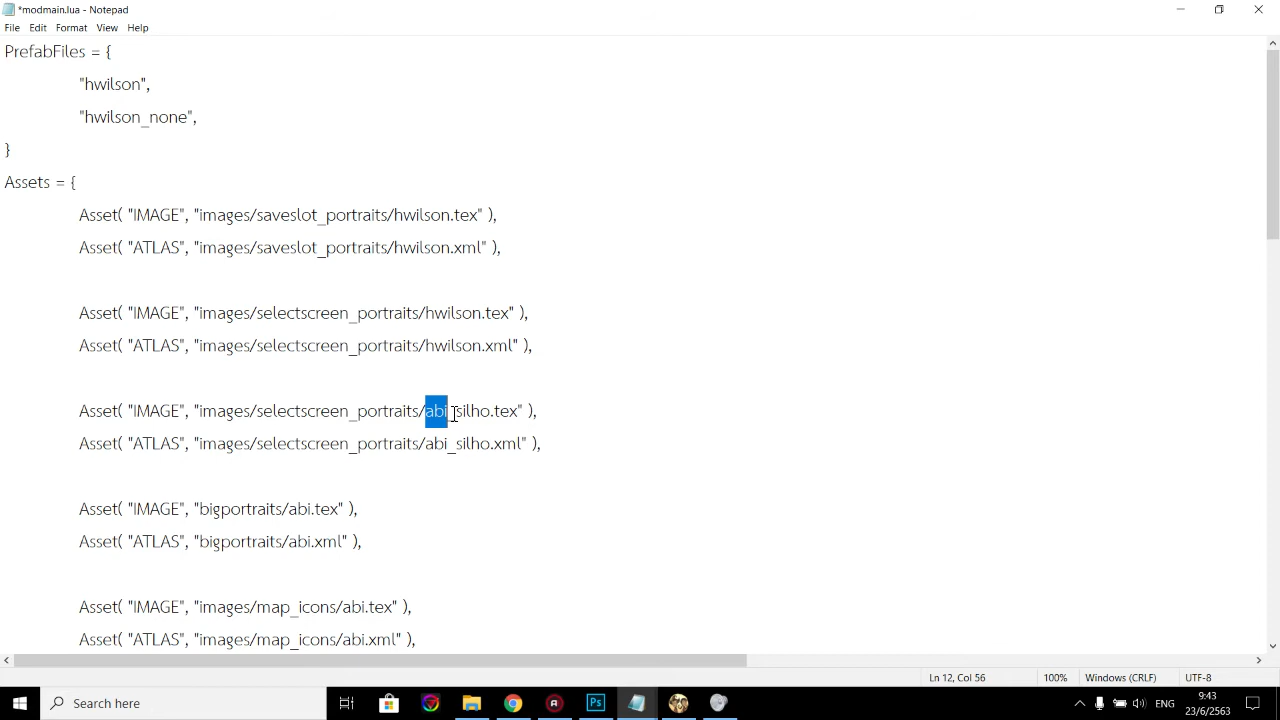 *modmain.lua - Notepad
File Edit Format View Help
PrefabFiles = {
"hwilson",
"hwilson_none",
}
Assets = {
Asset( "IMAGE", "images/saveslot_portraits/hwilson.tex" ),
Asset( "ATLAS", "images/saveslot_portraits/hwilson.xml" ),
Asset( "IMAGE", "images/selectscreen_portraits/hwilson.tex" ),
Asset( "ATLAS", "images/selectscreen_portraits/hwilson.xml" ),
Asset( "IMAGE", "images/selectscreen_portraits/abi_silho.tex" ),
Asset( "ATLAS", "images/selectscreen_portraits/abi_silho.xml" ),
Asset( "IMAGE", "bigportraits/abi.tex" ),
Asset( "ATLAS", "bigportraits/abi.xml" ),
Asset( "IMAGE", "images/map_icons/abi.tex" ),
Asset( "ATLAS", "images/map_icons/abi.xml" ),
Ln 12, Col 56 100% Windows (CRLF) UTF-8
Search here Ps ENG 9:43
23/6/2563